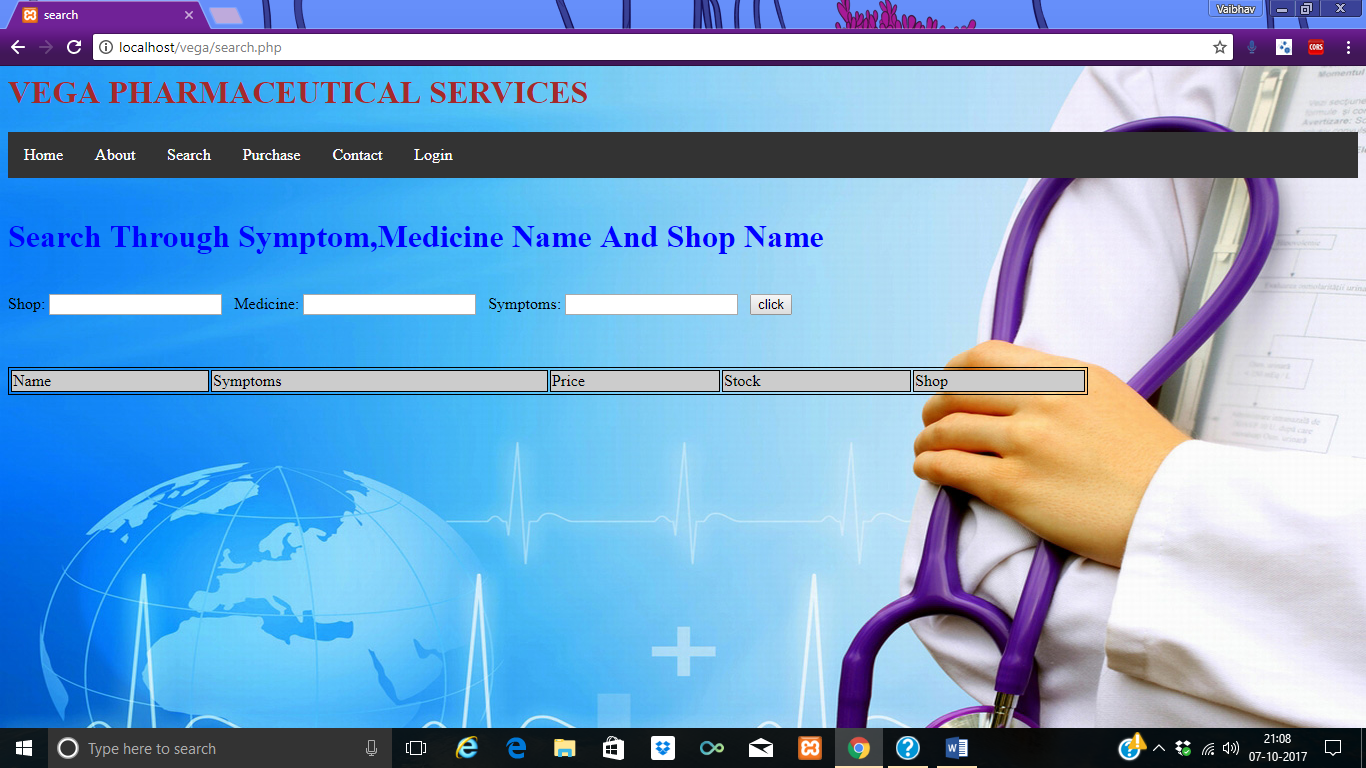 search
Vaibhav
localhost/vega/search.php
CORS
VEGA PHARMACEUTICAL SERVICES
Home About Search Purchase Contact Login
Search Through Symptom,Medicine Name And Shop Name
Shop: Medicine: Symptoms: click
Name Symptoms Price Stock Shop
Momentul
Type here to search
21:08
07-10-2017